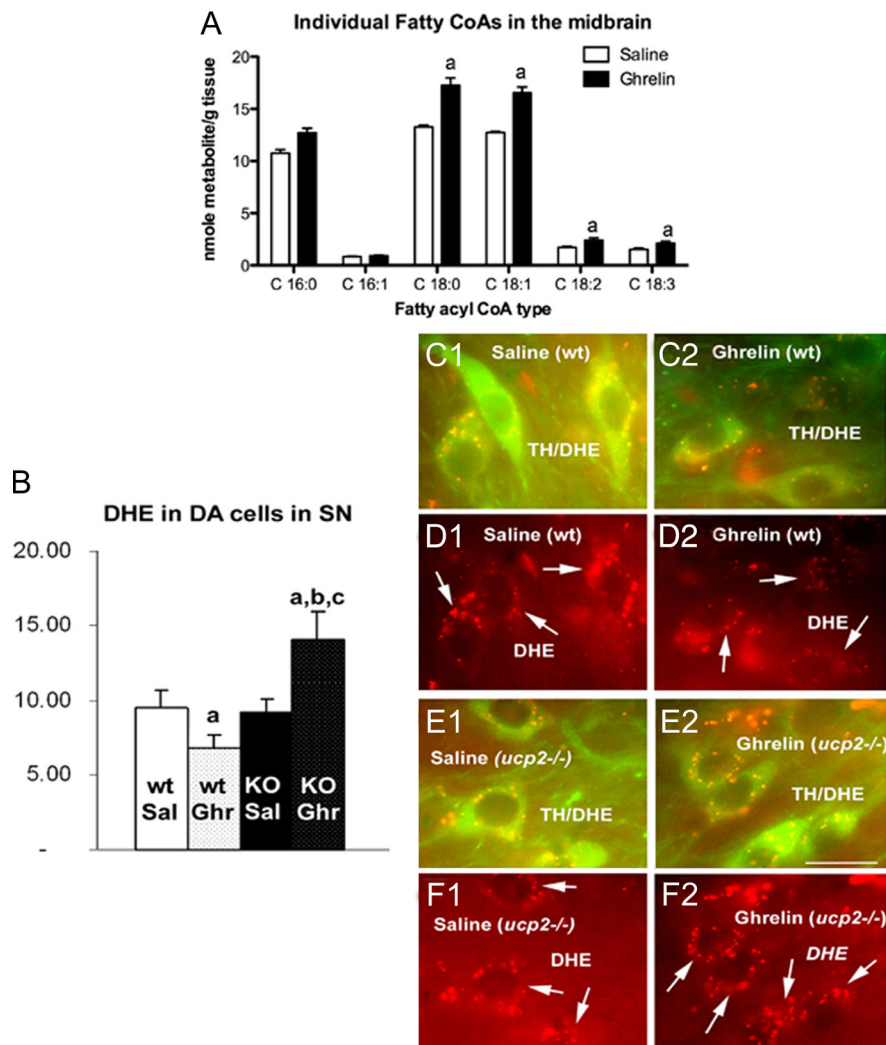 A
Individual Fatty CoAs in the midbrain
Saline
Ghrelin
nmole metabolite/g tissue
20
15
10
5
0
a
a
a
a
C 16:0
C 16:1
C 18:0
C 18:1
C 18:2
C 18:3
Fatty acyl CoA type
B
DHE in DA cells in SN
20.00
15.00
10.00
5.00
-
a
a,b,c
wt Sal
wt Ghr
KO Sal
KO Ghr
C1
Saline (wt)
TH/DHE
C2
Ghrelin (wt)
TH/DHE
D1
Saline (wt)
DHE
D2
Ghrelin (wt)
DHE
E1
Saline (ucp2-/-)
TH/DHE
E2
Ghrelin (ucp2-/-)
TH/DHE
F1
Saline (ucp2-/-)
DHE
F2
Ghrelin (ucp2-/-)
DHE